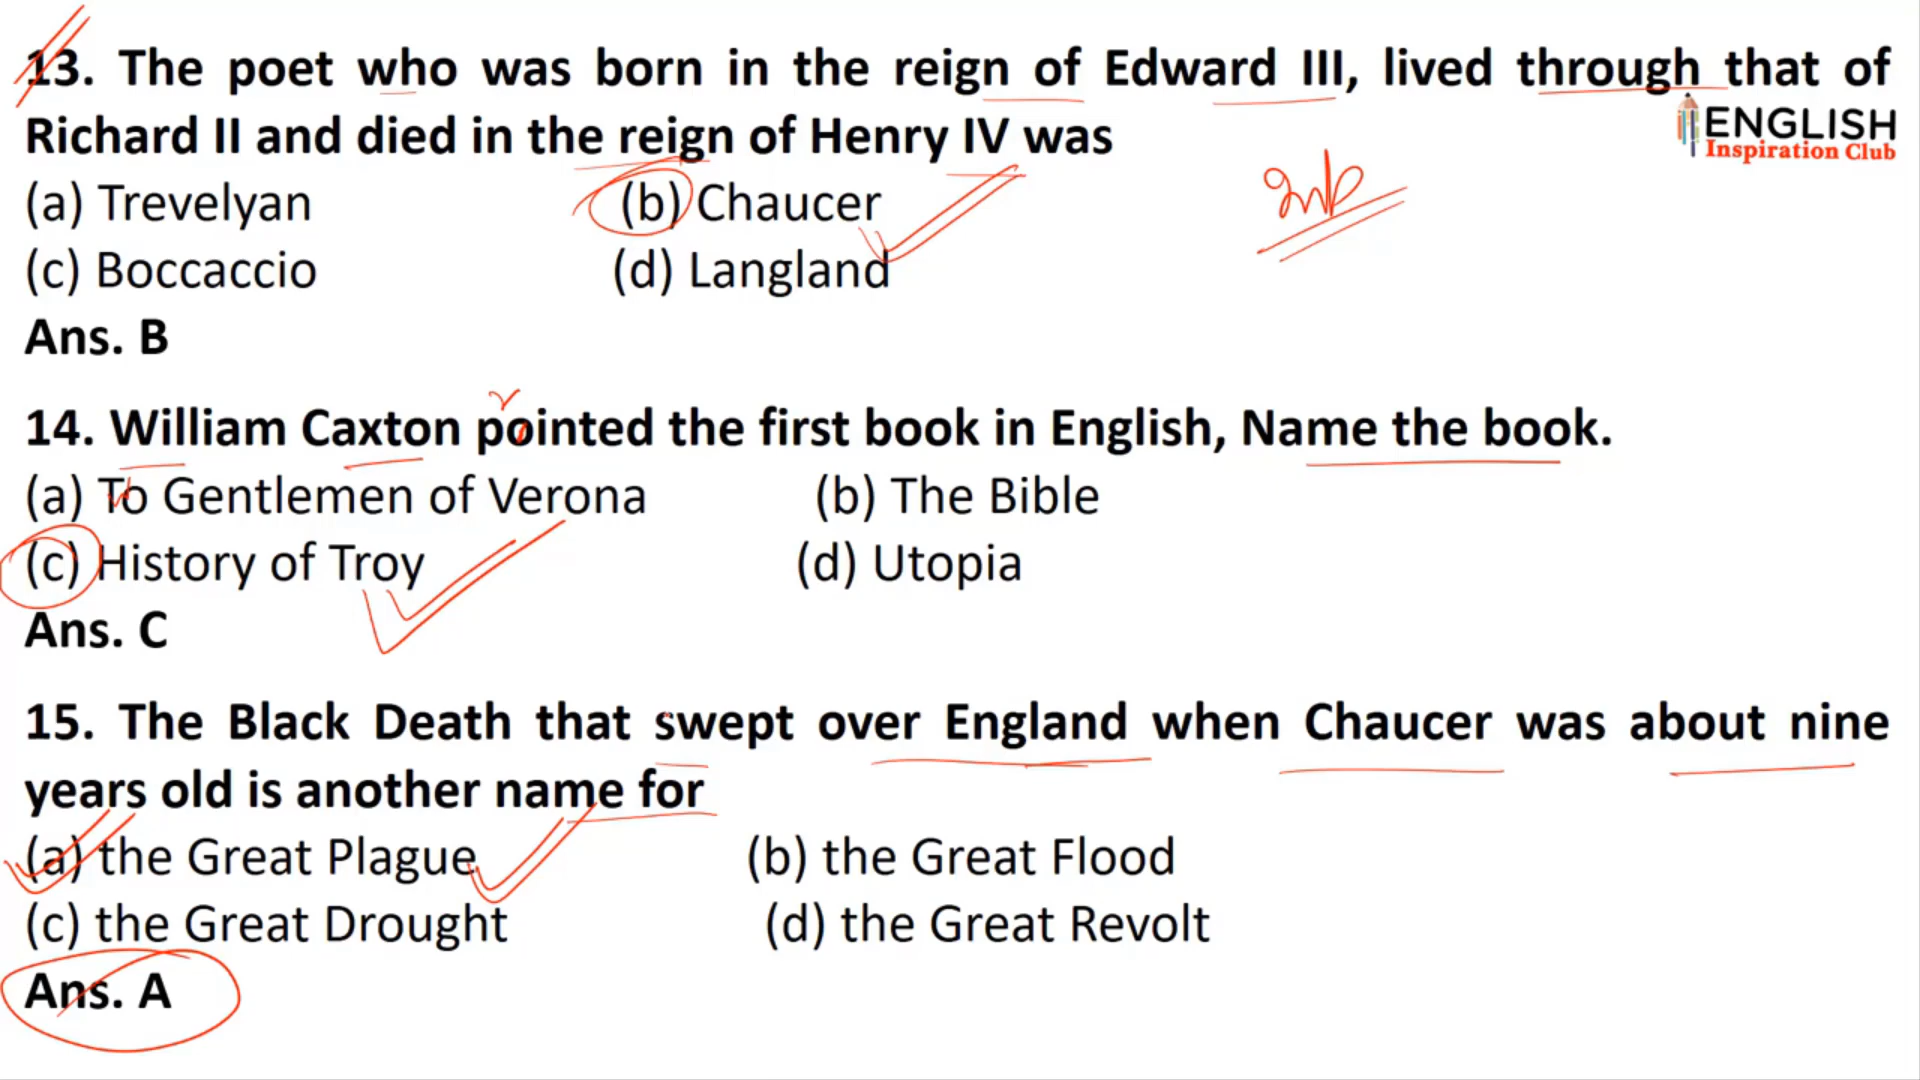 13. The poet who was born in the reign of Edward III, lived through that of
Richard II and died in the reign of Henry IV was
ENGLISH
Inspiration Club
(a) Trevelyan (b) Chaucer
Imp
(c) Boccaccio (d) Langland
Ans. B
14. William Caxton pointed the first book in English, Name the book.
(a) To Gentlemen of Verona (b) The Bible
(c) History of Troy (d) Utopia
Ans. C
15. The Black Death that swept over England when Chaucer was about nine
years old is another name for
(a) the Great Plague (b) the Great Flood
(c) the Great Drought (d) the Great Revolt
Ans. A